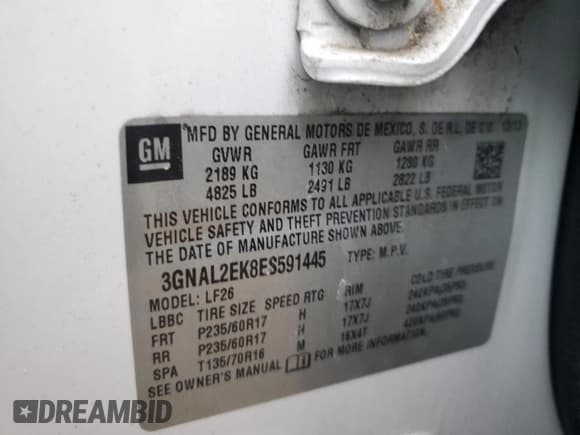 GM
MFD BY GENERAL MOTORS DE MEXICO, S. DE R.L. DE
GVWR GAWR FRT GAWR RR
2189 KG 1130 KG 1280 KG
4825 LB 2491 LB 2822 LB
THIS VEHICLE CONFORMS TO ALL APPLICABLE U.S. FEDERAL MOTOR
VEHICLE SAFETY AND THEFT PREVENTION STANDARDS IN EFFECT ON
THE DATE OF MANUFACTURE SHOWN ABOVE.
3GNAL2EK8ES591445 TYPE: M.P.V.
MODEL: LF26
LBBC TIRE SIZE SPEED RTG RIM COLD TIRE PRESSURE
FRT P235/60R17 H 17X7J
RR P235/60R17 H 17X7J
SPA T135/70R16 M 16X4T
SEE OWNER'S MANUAL FOR MORE INFORMATION
DREAMBID